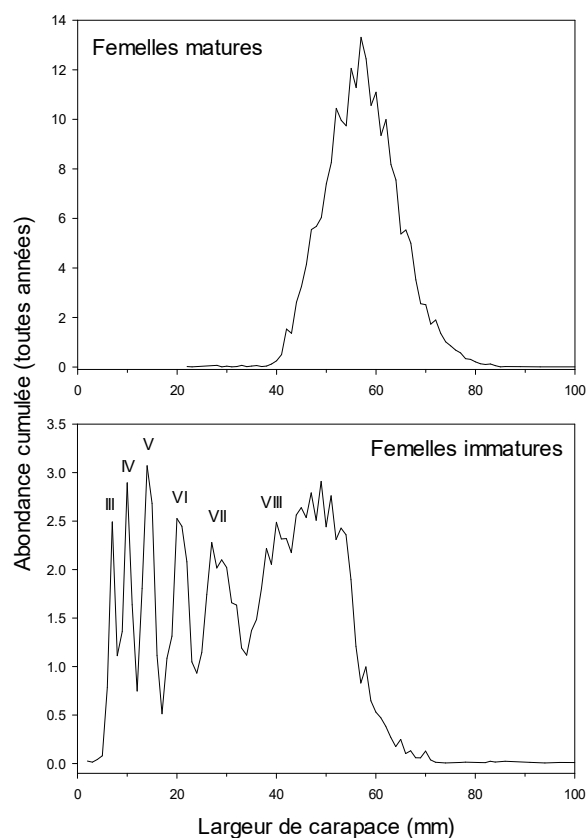 Abondance cumulée (toutes années)
Femelles matures
14
12
10
8
6
4
2
0
0 20 40 60 80 100
Femelles immatures
3.5
3.0
2.5
2.0
1.5
1.0
0.5
0.0
III IV V VI VII VIII
0 20 40 60 80 100
Largeur de carapace (mm)